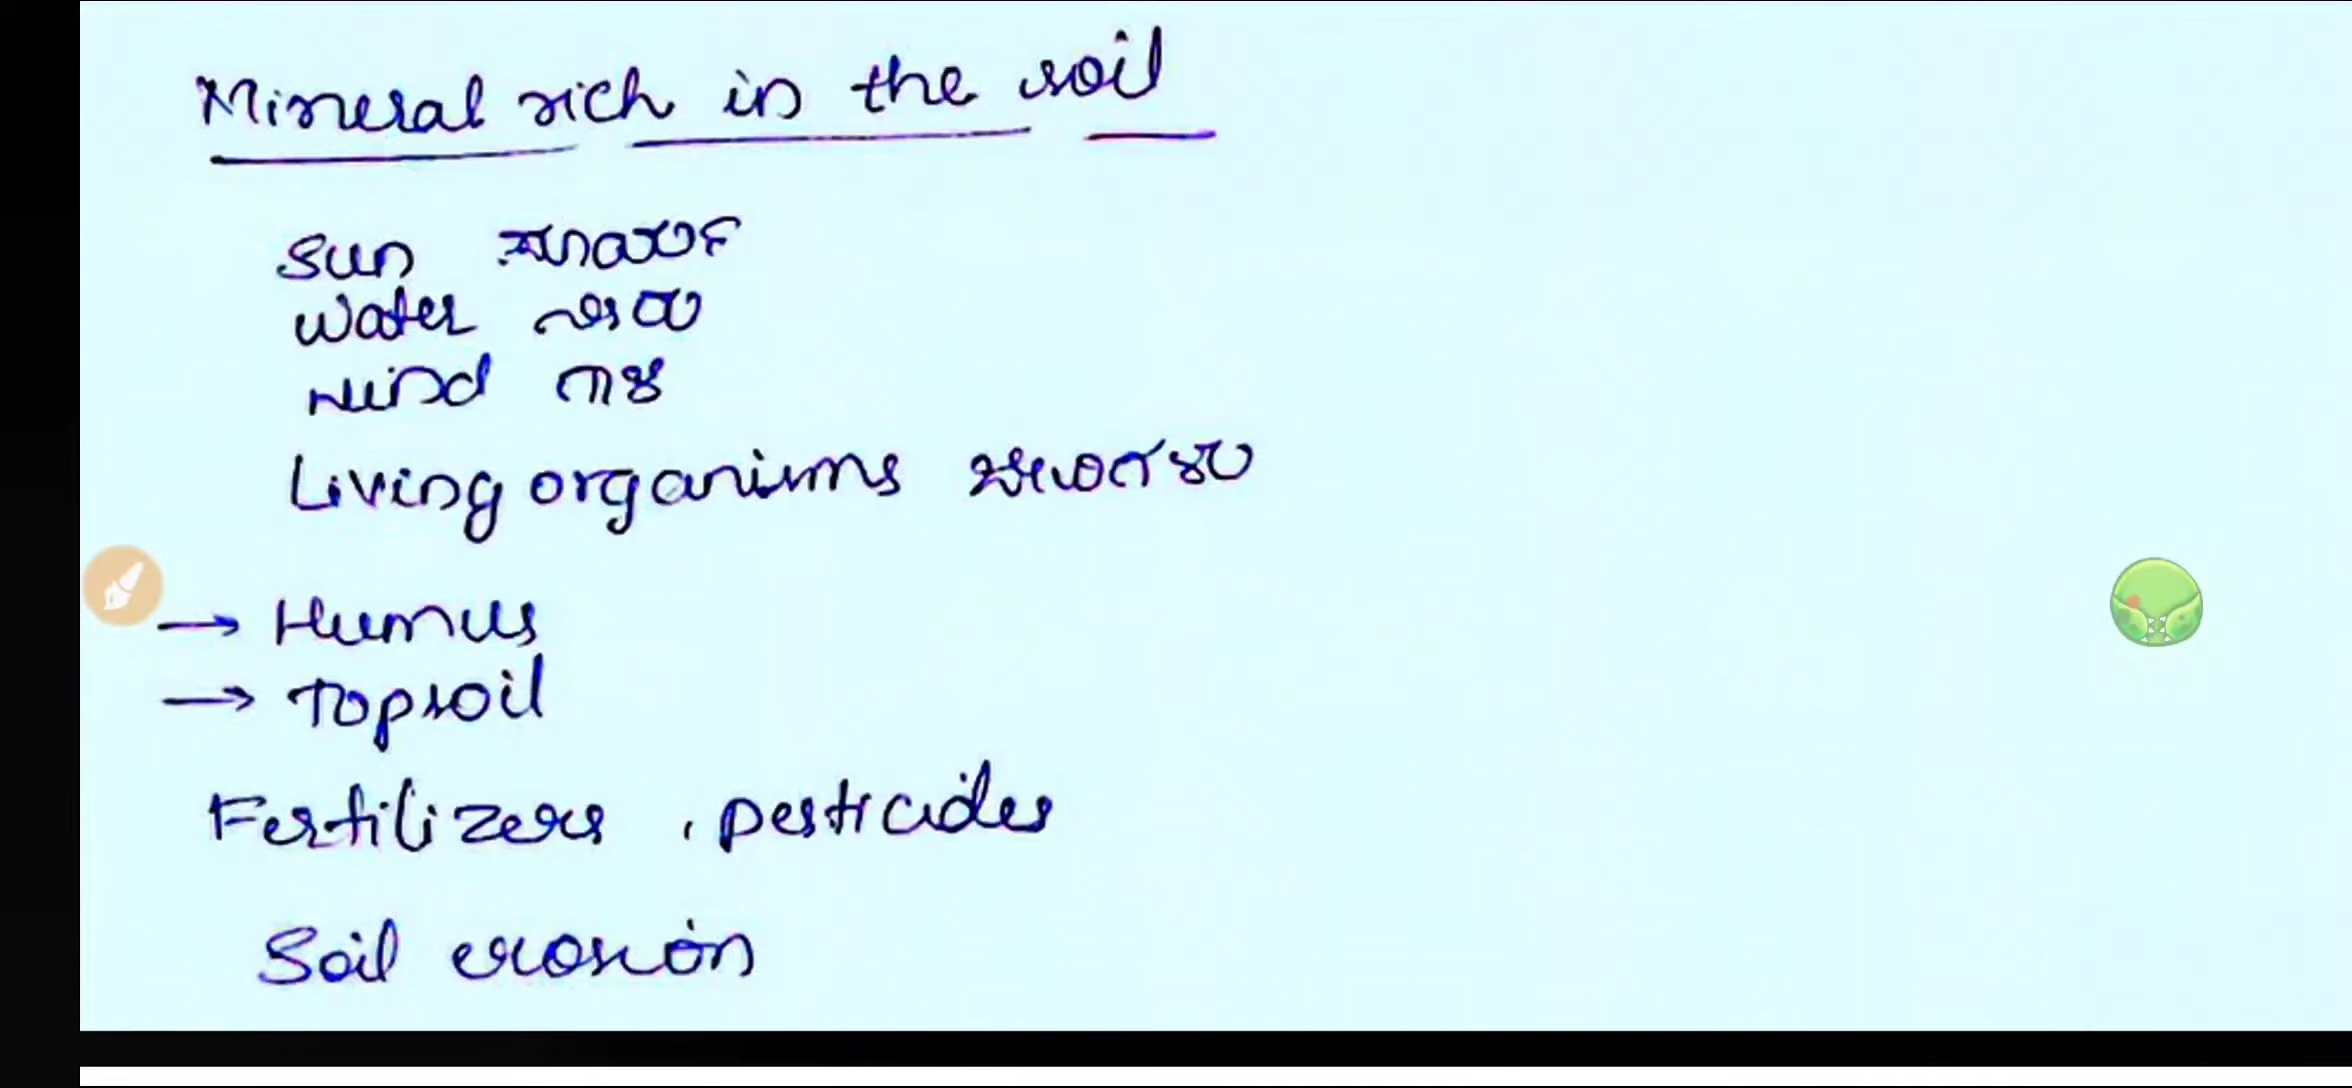 Mineral rich in the soil
Sun ಸೂರ್ಯ
Water ನೀರು
Wind ಗಾಳಿ
Living organisms ಜೀವಿಗಳು
→ Humus
→ Topsoil
Fertilizers, pesticides
Soil erosion